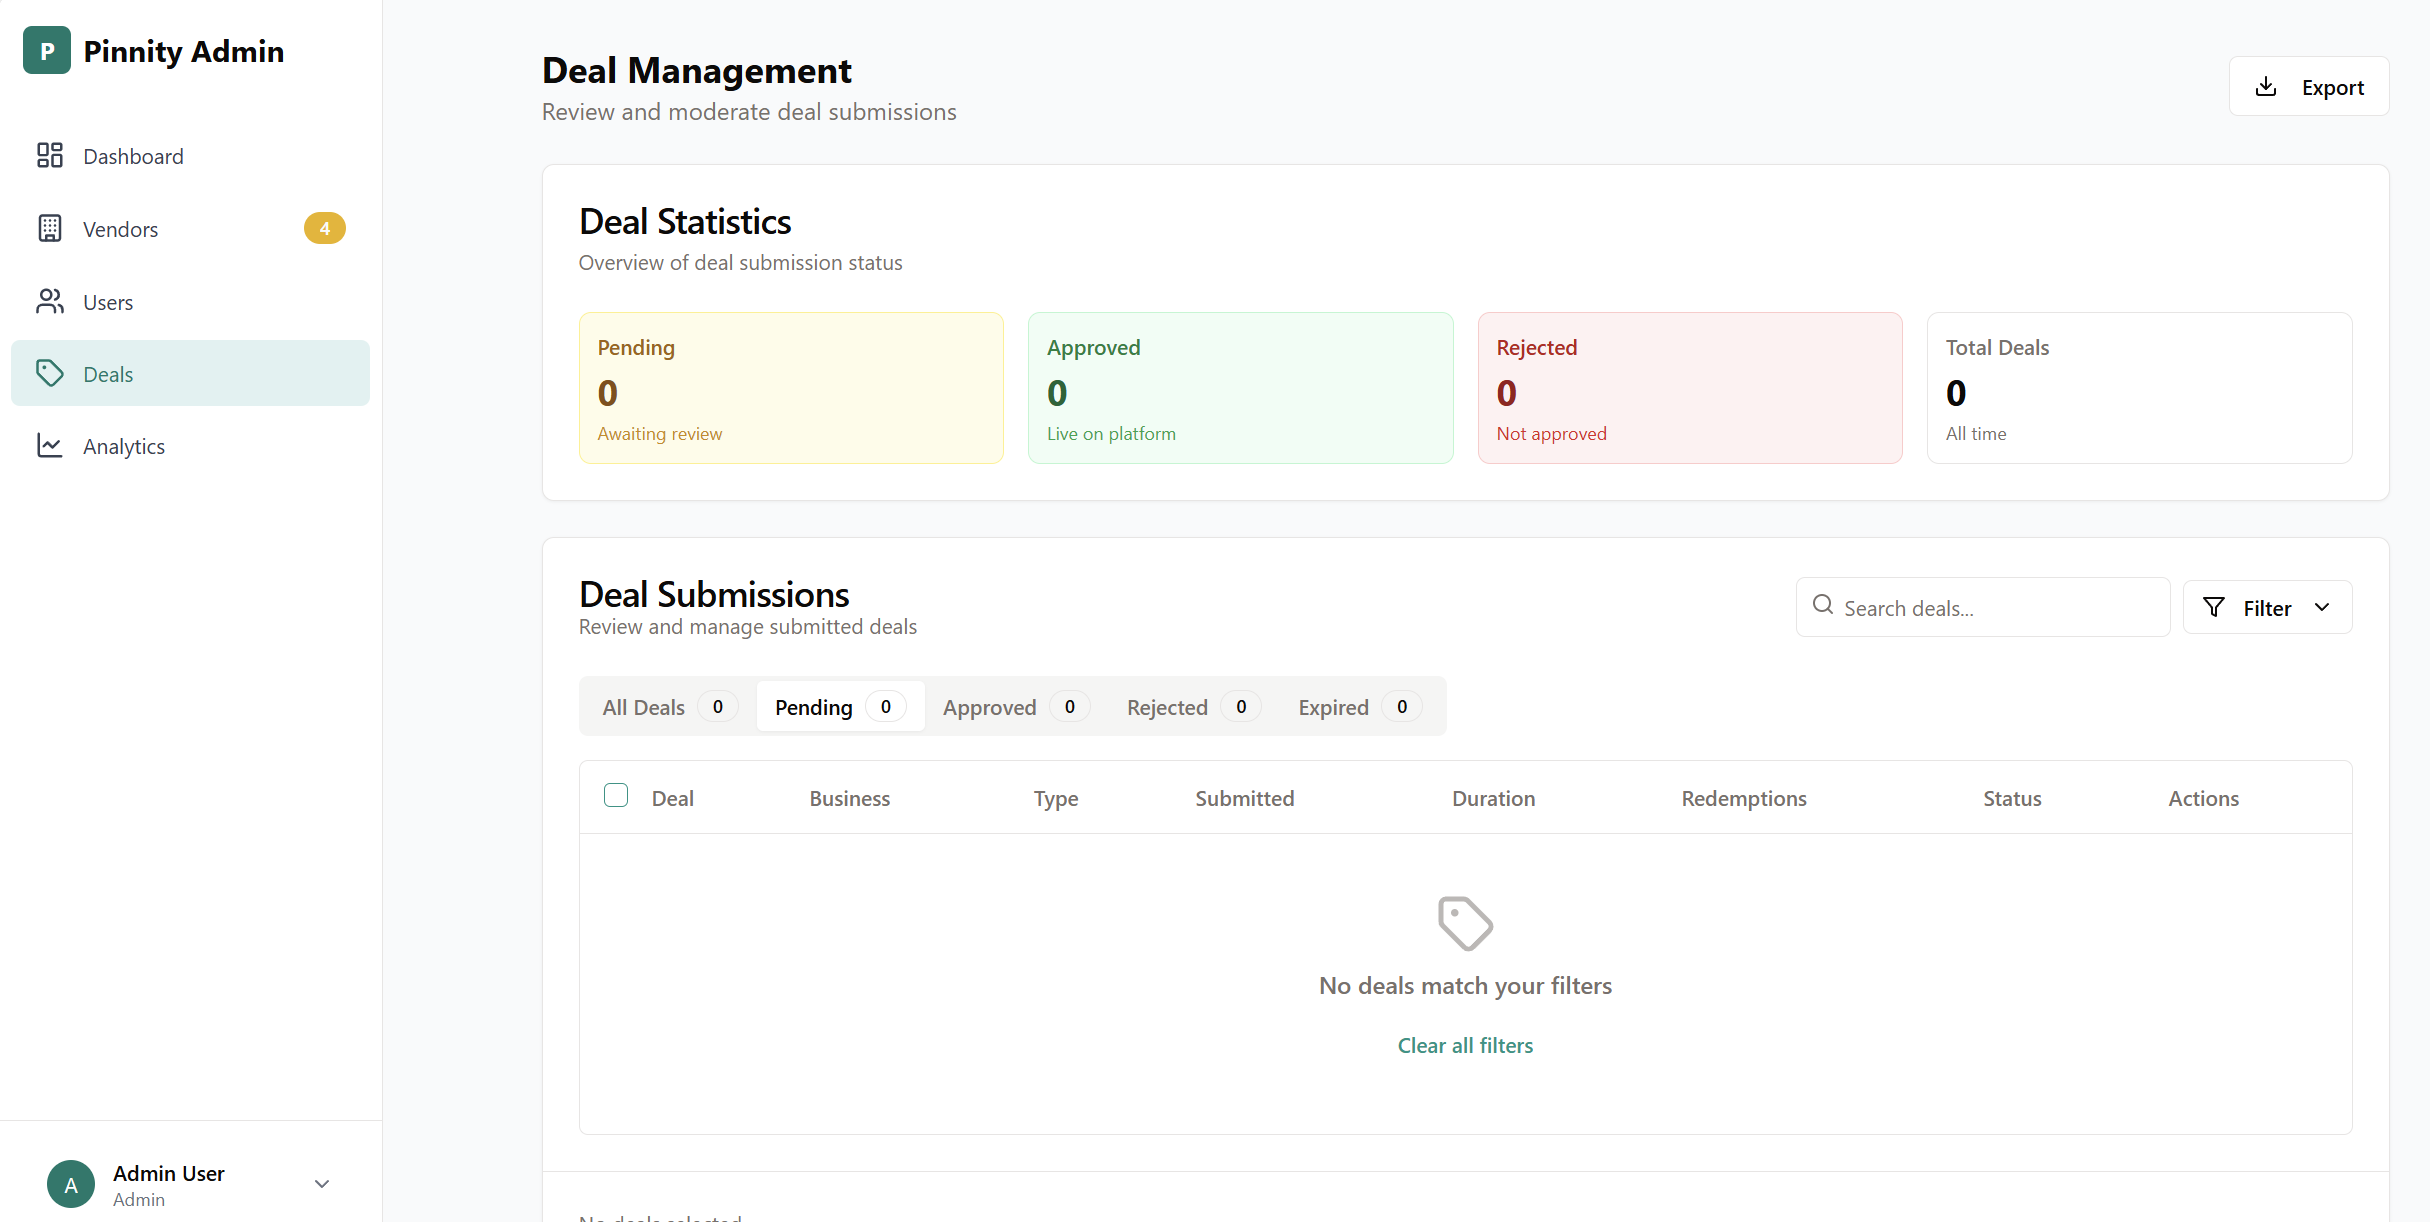 P
Pinnity Admin
Dashboard
Vendors
4
Users
Deals
Analytics
A
Admin User
Admin
Deal Management
Review and moderate deal submissions
Export
Deal Statistics
Overview of deal submission status
Pending
0
Awaiting review
Approved
0
Live on platform
Rejected
0
Not approved
Total Deals
0
All time
Deal Submissions
Review and manage submitted deals
Search deals...
Filter
All Deals 0
Pending 0
Approved 0
Rejected 0
Expired 0
Deal Business Type Submitted Duration Redemptions Status Actions
No deals match your filters
Clear all filters
No deals selected